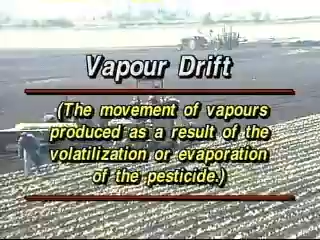 Vapour Drift
(The movement of vapours
produced as a result of the
volatilization or evaporation
of the pesticide.)